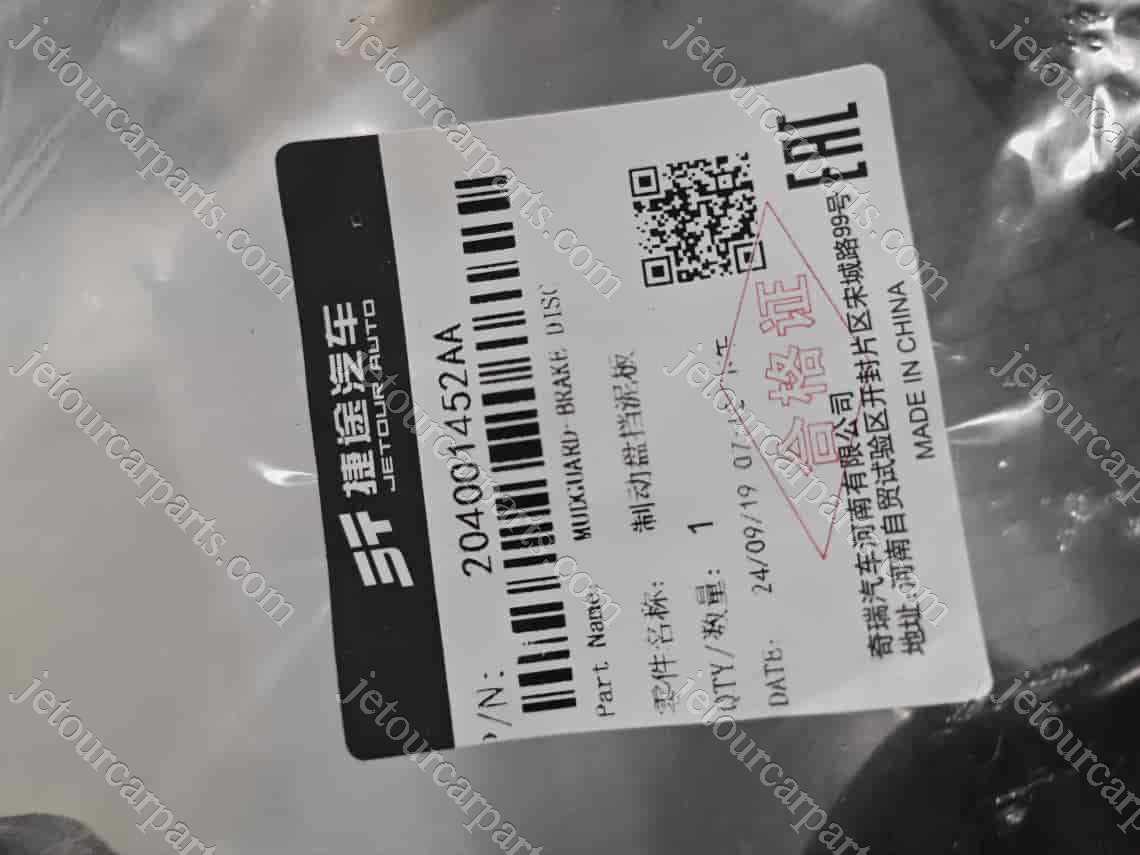 捷途汽车
JETOUR AUTO
P/N: 204001452AA
Part Name: MUDGUARD-BRAKE DISC
零件名称: 制动盘挡泥板
QTY/数量: 1
DATE: 24/09/19
合格证
EAC
奇瑞汽车河南有限公司
地址:河南自贸试验区开封片区宋城路99号
MADE IN CHINA
jetourcarparts.com